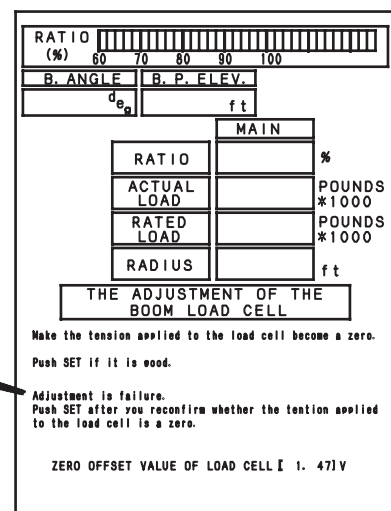 RATIO
(%)
60 70 80 90 100
B. ANGLE B. P. ELEV.
deg ft
MAIN
RATIO %
ACTUAL LOAD POUNDS *1000
RATED LOAD POUNDS *1000
RADIUS ft
THE ADJUSTMENT OF THE
BOOM LOAD CELL
Make the tension applied to the load cell become a zero.
Push SET if it is good.
Adjustment is failure.
Push SET after you reconfirm whether the tention applied
to the load cell is a zero.
ZERO OFFSET VALUE OF LOAD CELL[ 1. 47]V